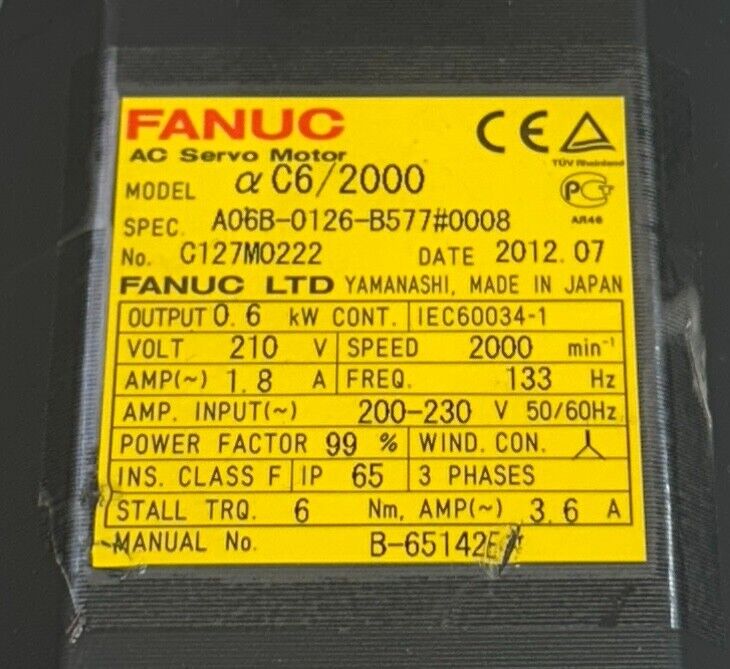 FANUC CE
AC Servo Motor TÜV Rheinland
MODEL αC6/2000
SPEC. A06B-0126-B577#0008 АЯ46
No. C127M0222 DATE 2012.07
FANUC LTD YAMANASHI, MADE IN JAPAN
OUTPUT 0.6 kW CONT. IEC60034-1
VOLT 210 V SPEED 2000 min⁻¹
AMP(~) 1.8 A FREQ. 133 Hz
AMP. INPUT(~) 200-230 V 50/60Hz
POWER FACTOR 99 % WIND. CON.
INS. CLASS F IP 65 3 PHASES
STALL TRQ. 6 Nm, AMP(~) 3.6 A
MANUAL No. B-65142